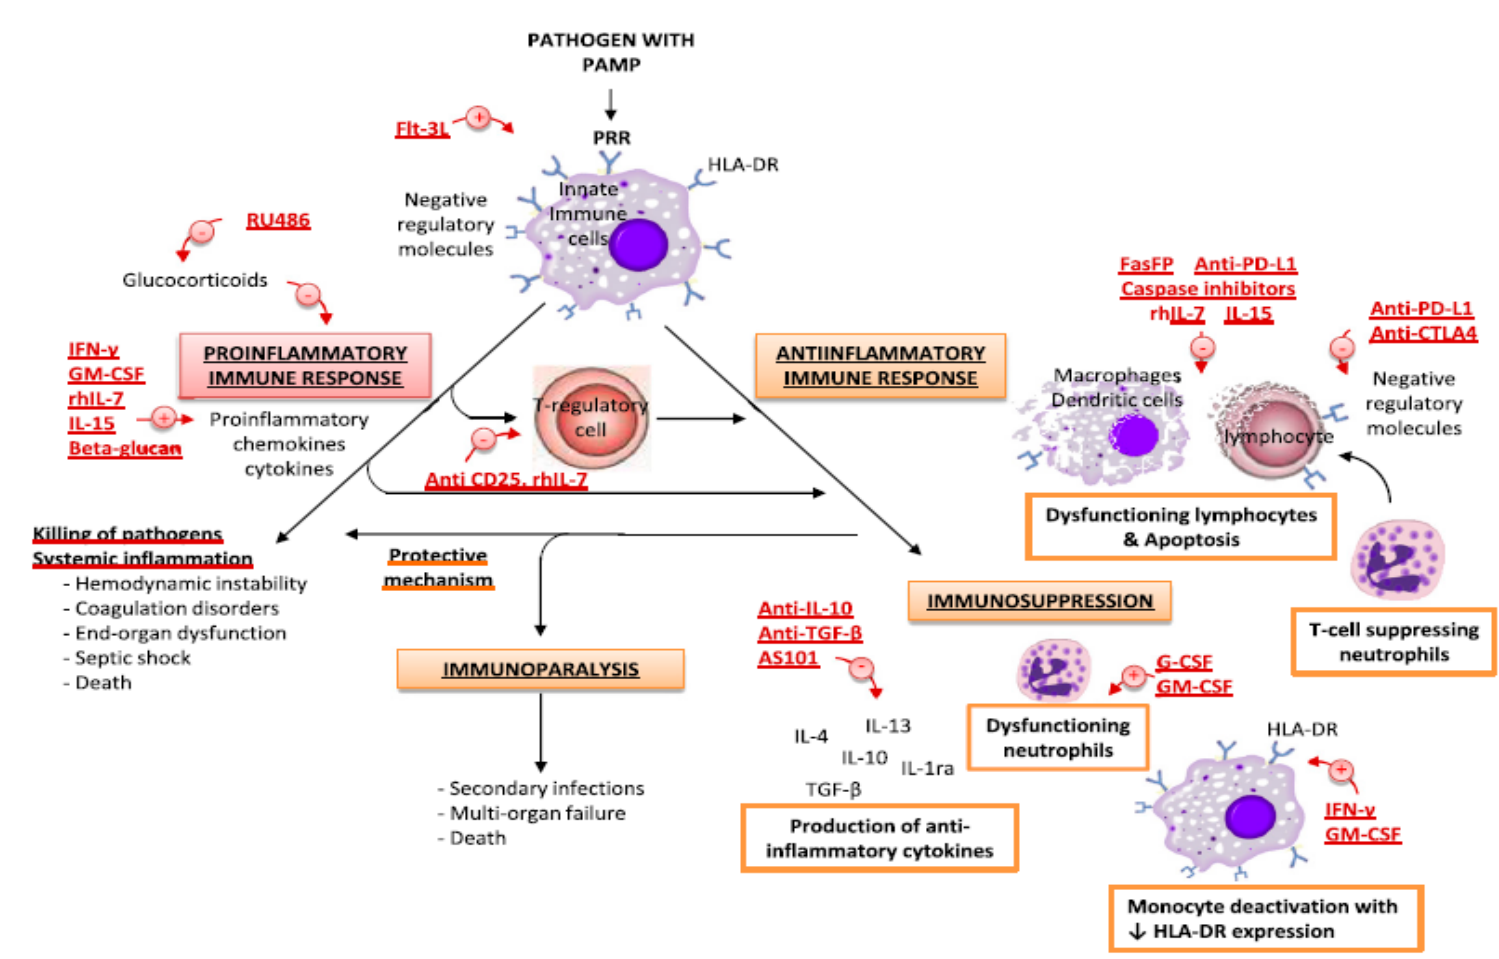 PATHOGEN WITH
PAMP
Flt-3L
+
PRR
HLA-DR
Innate
Immune
cells
Negative
regulatory
molecules
RU486
-
Glucocorticoids
-
PROINFLAMMATORY
IMMUNE RESPONSE
IFN-γ
GM-CSF
rhIL-7
IL-15
Beta-glucan
+
Proinflammatory
chemokines
cytokines
T-regulatory
cell
-
Anti CD25, rhIL-7
ANTIINFLAMMATORY
IMMUNE RESPONSE
FasFP Anti-PD-L1
Caspase inhibitors
rhIL-7 IL-15
-
Anti-PD-L1
Anti-CTLA4
-
Macrophages
Dendritic cells
lymphocyte
Negative
regulatory
molecules
Dysfunctioning lymphocytes
& Apoptosis
T-cell suppressing
neutrophils
Killing of pathogens
Systemic inflammation
- Hemodynamic instability
- Coagulation disorders
- End-organ dysfunction
- Septic shock
- Death
Protective
mechanism
IMMUNOPARALYSIS
- Secondary infections
- Multi-organ failure
- Death
IMMUNOSUPPRESSION
Anti-IL-10
Anti-TGF-β
AS101
-
IL-4
IL-13
IL-10
IL-1ra
TGF-β
Production of anti-
inflammatory cytokines
G-CSF
GM-CSF
+
Dysfunctioning
neutrophils
HLA-DR
+
IFN-γ
GM-CSF
Monocyte deactivation with
↓ HLA-DR expression